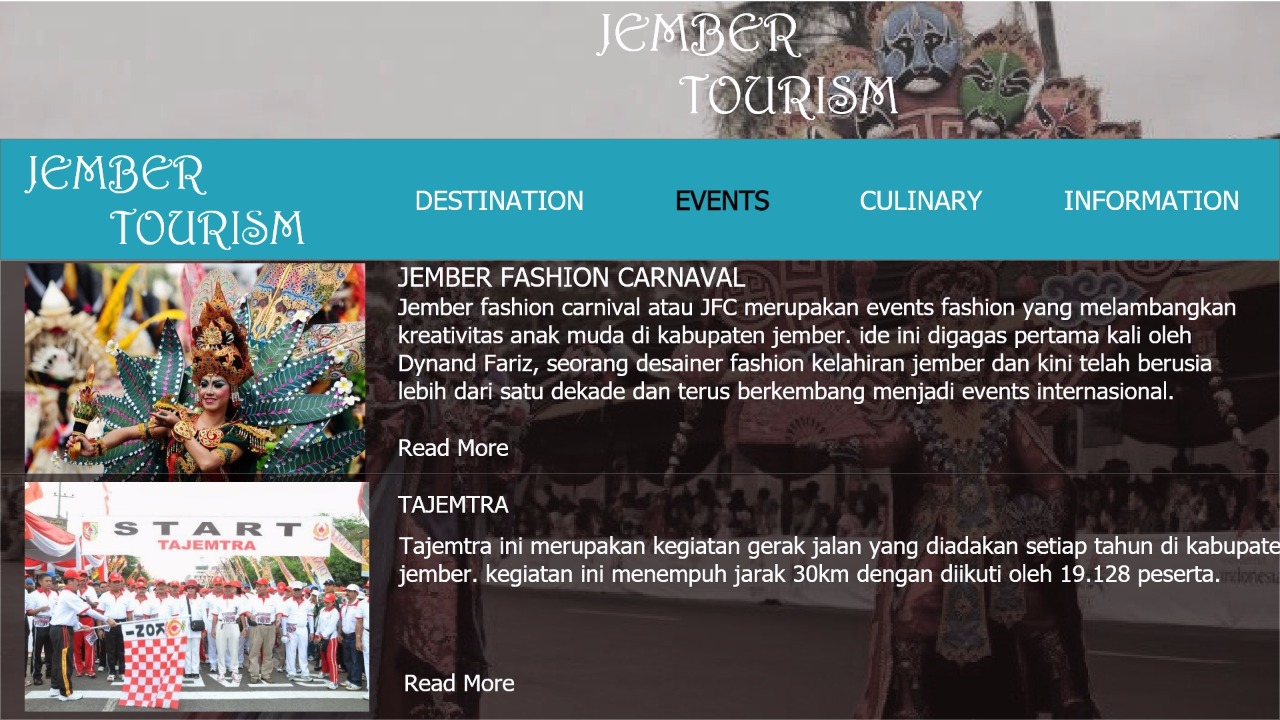 JEMBER
TOURISM
JEMBER
TOURISM
DESTINATION EVENTS CULINARY INFORMATION
JEMBER FASHION CARNAVAL
Jember fashion carnival atau JFC merupakan events fashion yang melambangkan
kreativitas anak muda di kabupaten jember. ide ini digagas pertama kali oleh
Dynand Fariz, seorang desainer fashion kelahiran jember dan kini telah berusia
lebih dari satu dekade dan terus berkembang menjadi events internasional.
Read More
START
TAJEMTRA
TAJEMTRA
Tajemtra ini merupakan kegiatan gerak jalan yang diadakan setiap tahun di kabupate
jember. kegiatan ini menempuh jarak 30km dengan diikuti oleh 19.128 peserta.
Read More